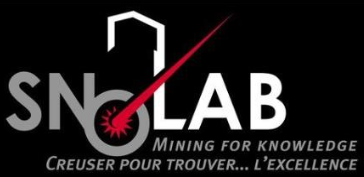 SNOLAB
MINING FOR KNOWLEDGE
CREUSER POUR TROUVER... L'EXCELLENCE